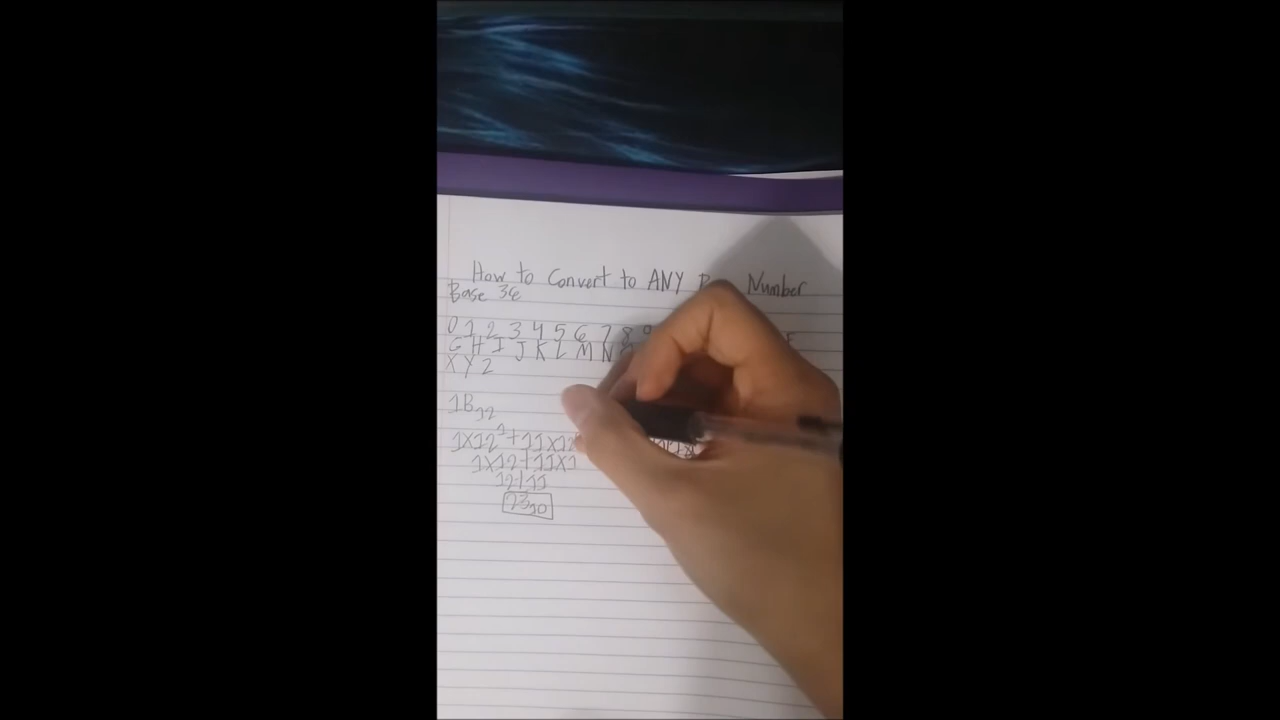 How to Convert to ANY Number
Base 36
0 1 2 3 4 5 6 7 8 9
G H I J K L M N
X Y Z
1B₁₂
1X12¹+11X12
1X12+11X1
12+11
23₁₀